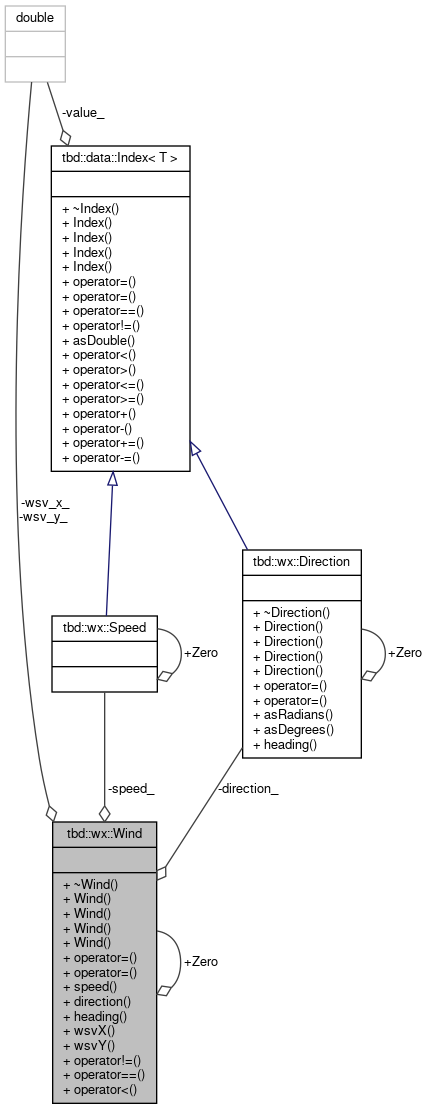 double
-value_
tbd::data::Index< T >
+ ~Index()
+ Index()
+ Index()
+ Index()
+ Index()
+ operator=()
+ operator=()
+ operator==()
+ operator!=()
+ asDouble()
+ operator<()
+ operator>()
+ operator<=()
+ operator>=()
+ operator+()
+ operator-()
+ operator+=()
+ operator-=()
-wsv_x_
-wsv_y_
tbd::wx::Direction
+ ~Direction()
+ Direction()
+ Direction()
+ Direction()
+ Direction()
+ operator=()
+ operator=()
+ asRadians()
+ asDegrees()
+ heading()
+Zero
tbd::wx::Speed
+Zero
-speed_
-direction_
tbd::wx::Wind
+ ~Wind()
+ Wind()
+ Wind()
+ Wind()
+ Wind()
+ operator=()
+ operator=()
+ speed()
+ direction()
+ heading()
+ wsvX()
+ wsvY()
+ operator!=()
+ operator==()
+ operator<()
+Zero